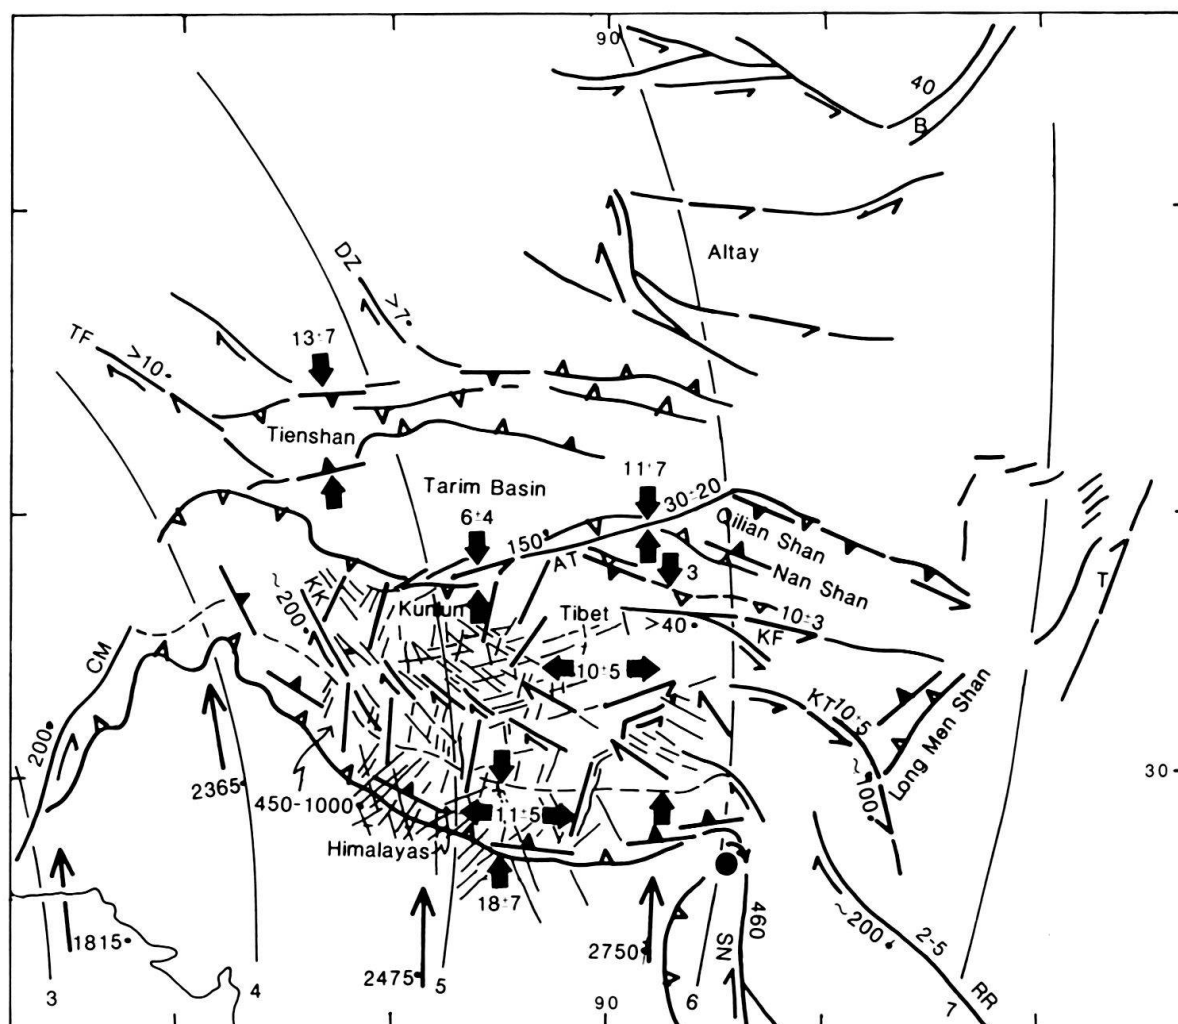 90
40
B
DZ
Altay
>7•
TF
>10•
13±7
Tienshan
Tarim Basin
11±7
30±20
6±4
150•
AT
Qilian Shan
Nan Shan
3
KK
~200•
Kunlun
Tibet
>40•
KF
10±3
T
CM
10±5
KT
10±5
Long Men Shan
200•
2365•
450-1000•
~100•
30
11±5
Himalayas
18±7
460
SN
~200•
2-5
RR
1815•
2475•
2750•
3
4
5
90
6
7